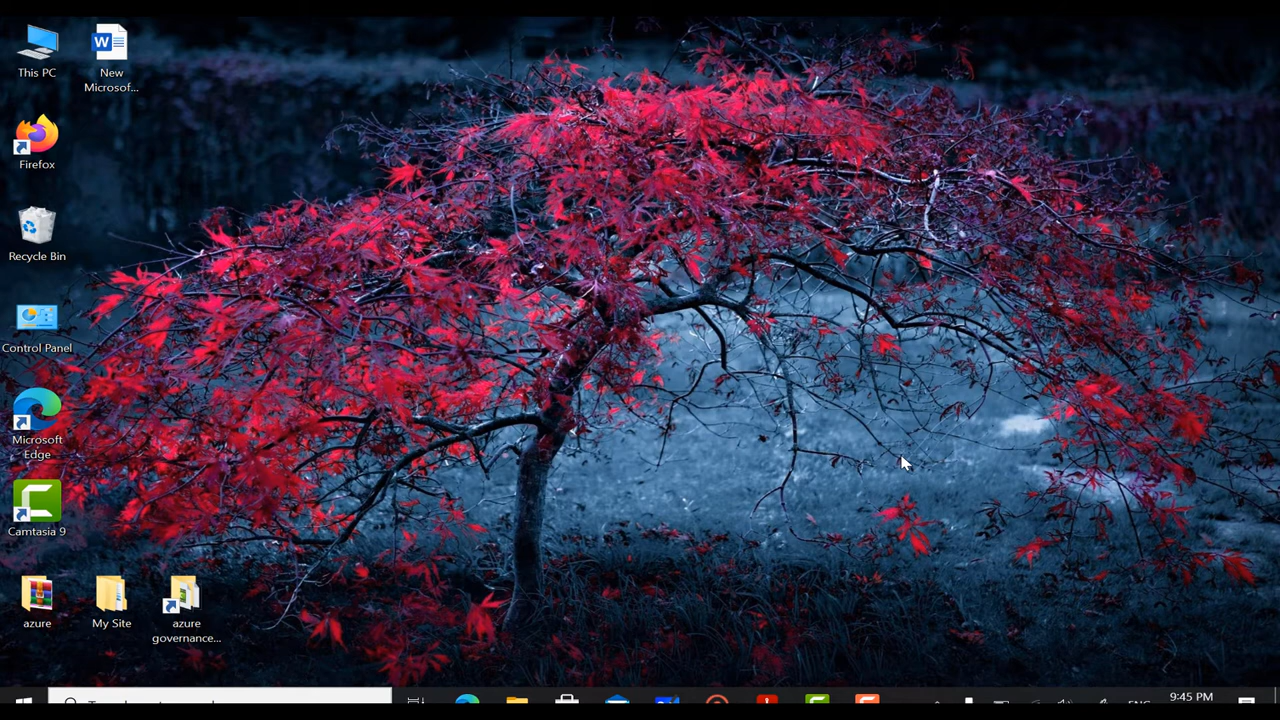 This PC
New
Microsof...
Firefox
Recycle Bin
Control Panel
Microsoft
Edge
Camtasia 9
azure
My Site
azure
governance...
9:45 PM